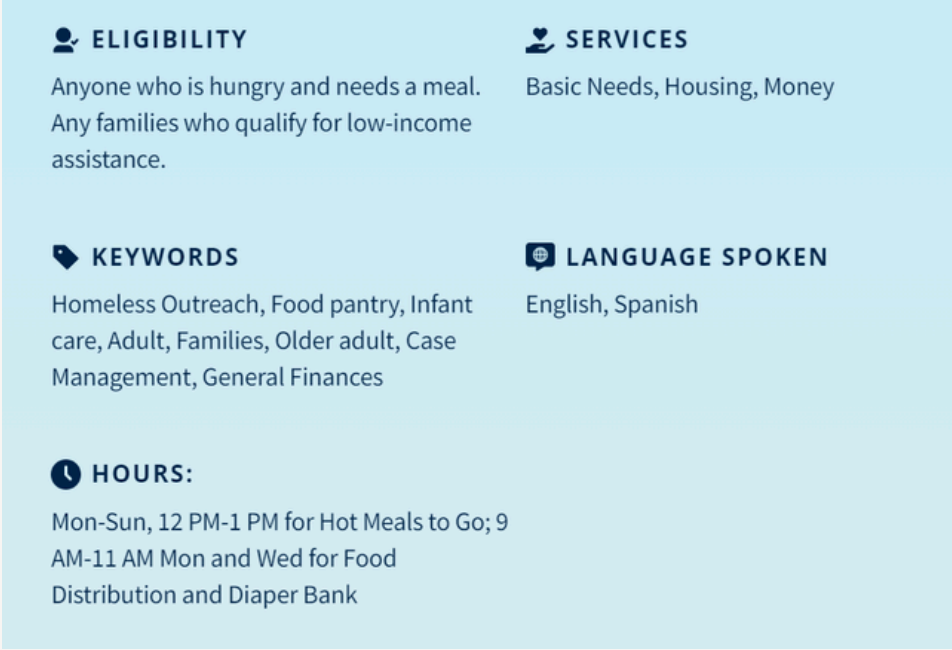 ELIGIBILITY
Anyone who is hungry and needs a meal.
Any families who qualify for low-income
assistance.
SERVICES
Basic Needs, Housing, Money
KEYWORDS
Homeless Outreach, Food pantry, Infant
care, Adult, Families, Older adult, Case
Management, General Finances
LANGUAGE SPOKEN
English, Spanish
HOURS:
Mon-Sun, 12 PM-1 PM for Hot Meals to Go; 9
AM-11 AM Mon and Wed for Food
Distribution and Diaper Bank